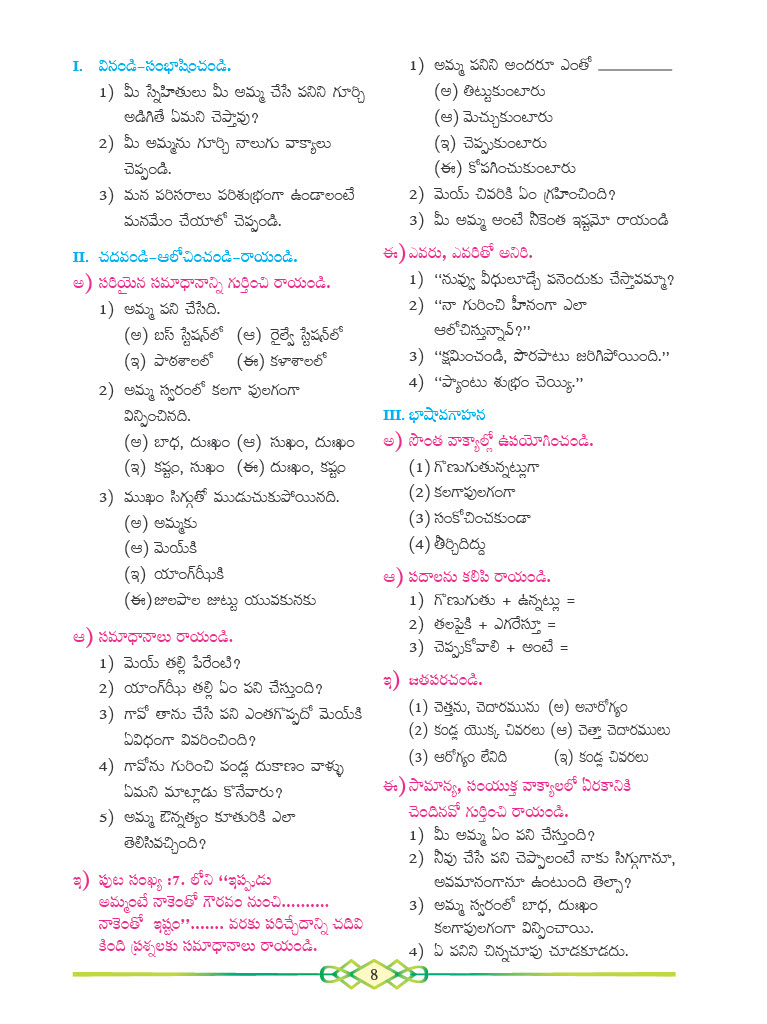 I. వినండి–సంభాషించండి.
1) మీ స్నేహితులు మీ అమ్మ చేసే పనిని గూర్చి
అడిగితే ఏమని చెప్తావు?
2) మీ అమ్మను గూర్చి నాలుగు వాక్యాలు
చెప్పండి.
3) మన పరిసరాలు పరిశుభ్రంగా ఉండాలంటే
మనమేం చేయాలో చెప్పండి.
II. చదవండి–ఆలోచించండి–రాయండి.
అ) సరియైన సమాధానాన్ని గుర్తించి రాయండి.
1) అమ్మ పని చేసేది.
(అ) బస్ స్టేషన్‌లో (ఆ) రైల్వే స్టేషన్‌లో
(ఇ) పాఠశాలలో (ఈ) కళాశాలలో
2) అమ్మ స్వరంలో కలగా పులగంగా
విన్పించినది.
(అ) బాధ, దుఃఖం (ఆ) సుఖం, దుఃఖం
(ఇ) కష్టం, సుఖం (ఈ) దుఃఖం, కష్టం
3) ముఖం సిగ్గుతో ముడుచుకుపోయినది.
(అ) అమ్మకు
(ఆ) మెయ్‌కి
(ఇ) యాంగ్‌ఝీకి
(ఈ) జులపాల జుట్టు యువకునకు
ఆ) సమాధానాలు రాయండి.
1) మెయ్ తల్లి పేరేంటి?
2) యాంగ్‌ఝీ తల్లి ఏం పని చేస్తుంది?
3) గావో తాను చేసే పని ఎంతగొప్పదో మెయ్‌కి
ఏవిధంగా వివరించింది?
4) గావోను గురించి పండ్ల దుకాణం వాళ్ళు
ఏమని మాట్లాడు కొనేవారు?
5) అమ్మ ఔన్నత్యం కూతురికి ఎలా
తెలిసివచ్చింది?
ఇ) పుట సంఖ్య :7. లోని “ఇప్పుడు
అమ్మంటే నాకెంతో గౌరవం నుంచి..........
నాకెంతో ఇష్టం”....... వరకు పరిచ్ఛేదాన్ని చదివి
కింది ప్రశ్నలకు సమాధానాలు రాయండి.
1) అమ్మ పనిని అందరూ ఎంతో __________
(అ) తిట్టుకుంటారు
(ఆ) మెచ్చుకుంటారు
(ఇ) చెప్పుకుంటారు
(ఈ) కోపగించుకుంటారు
2) మెయ్ చివరికి ఏం గ్రహించింది?
3) మీ అమ్మ అంటే నీకెంత ఇష్టమో రాయండి
ఈ) ఎవరు, ఎవరితో అనిరి.
1) “నువ్వు వీధులూడ్చే పనెందుకు చేస్తావమ్మా?
2) “నా గురించి హీనంగా ఎలా
ఆలోచిస్తున్నావ్?”
3) “క్షమించండి, పొరపాటు జరిగిపోయింది.”
4) “ప్యాంటు శుభ్రం చెయ్యి.”
III. భాషావగాహన
అ) సొంత వాక్యాల్లో ఉపయోగించండి.
(1) గొణుగుతున్నట్లుగా
(2) కలగాపులగంగా
(3) సంకోచించకుండా
(4) తీర్చిదిద్దు
ఆ) పదాలను కలిపి రాయండి.
1) గొణుగుతు + ఉన్నట్లు =
2) తలపైకి + ఎగరేస్తూ =
3) చెప్పుకోవాలి + అంటే =
ఇ) జతపరచండి.
(1) చెత్తను, చెదారమును (అ) అనారోగ్యం
(2) కండ్ల యొక్క చివరలు (ఆ) చెత్తా చెదారములు
(3) ఆరోగ్యం లేనిది (ఇ) కండ్ల చివరలు
ఈ) సామాన్య, సంయుక్త వాక్యాలలో ఏరకానికి
చెందినవో గుర్తించి రాయండి.
1) మీ అమ్మ ఏం పని చేస్తుంది?
2) నీవు చేసే పని చెప్పాలంటే నాకు సిగ్గుగానూ,
అవమానంగానూ ఉంటుంది తెల్సా?
3) అమ్మ స్వరంలో బాధ, దుఃఖం
కలగాపులగంగా విన్పించాయి.
4) ఏ పనిని చిన్నచూపు చూడకూడదు.
8